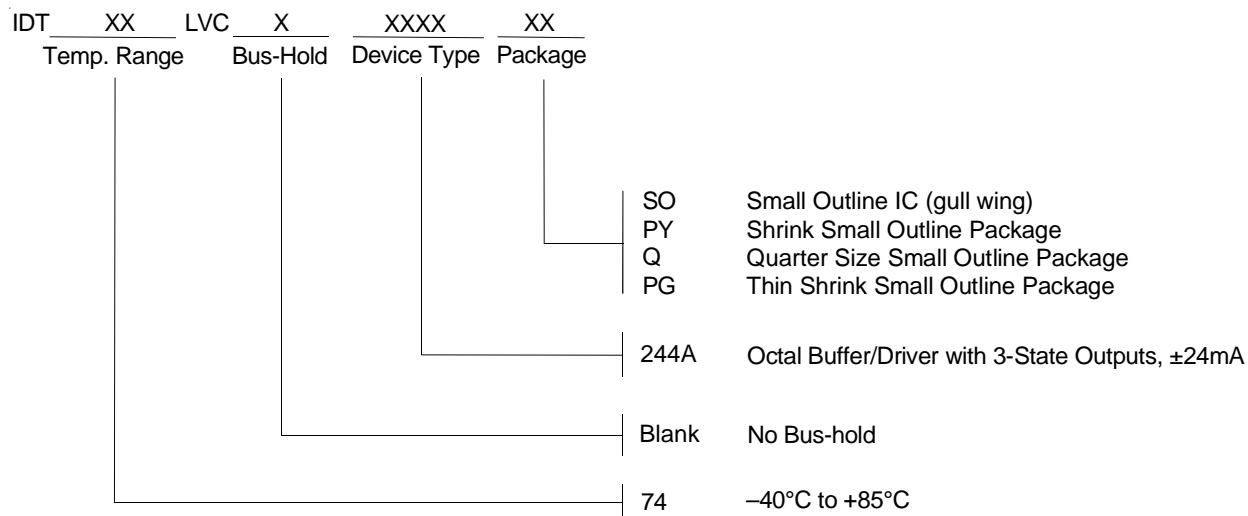 IDT XX LVC X XXXX XX
Temp. Range Bus-Hold Device Type Package
SO Small Outline IC (gull wing)
PY Shrink Small Outline Package
Q Quarter Size Small Outline Package
PG Thin Shrink Small Outline Package
244A Octal Buffer/Driver with 3-State Outputs, ±24mA
Blank No Bus-hold
74 –40°C to +85°C